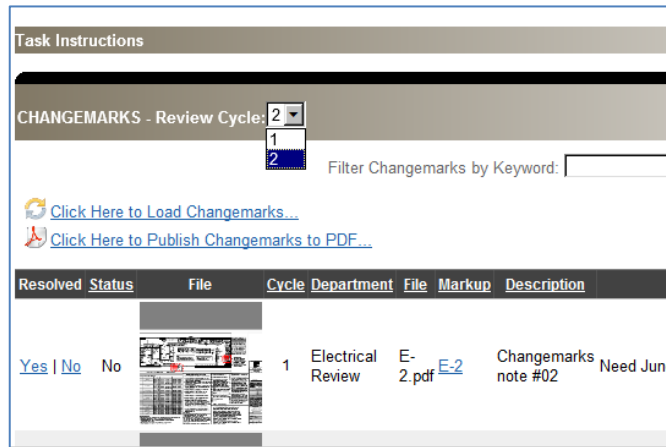 Task Instructions
CHANGEMARKS - Review Cycle: 2
1
2
Filter Changemarks by Keyword:
Click Here to Load Changemarks...
Click Here to Publish Changemarks to PDF...
Resolved Status File Cycle Department File Markup Description
Yes | No No 1 Electrical Review E-2.pdf E-2 Changemarks note #02 Need Jun